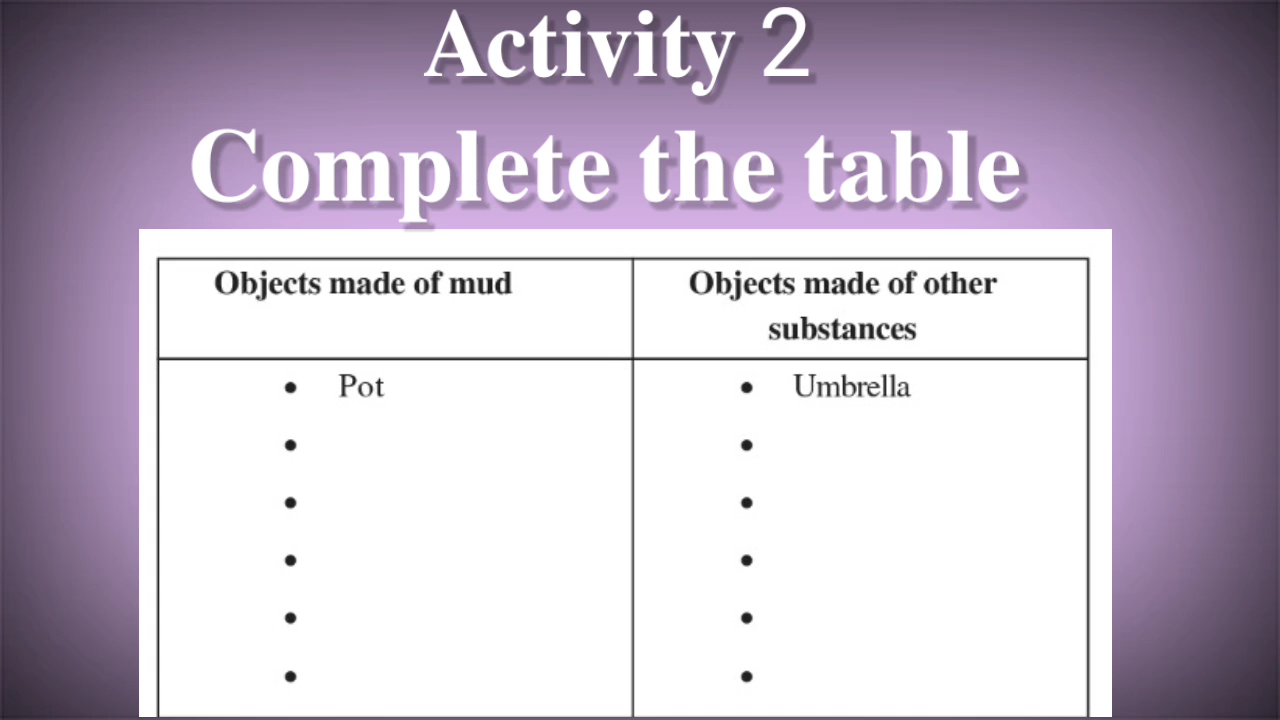 Activity 2
Complete the table
Objects made of mud
Objects made of other
substances
• Pot
• Umbrella
•
•
•
•
•
•
•
•
•
•